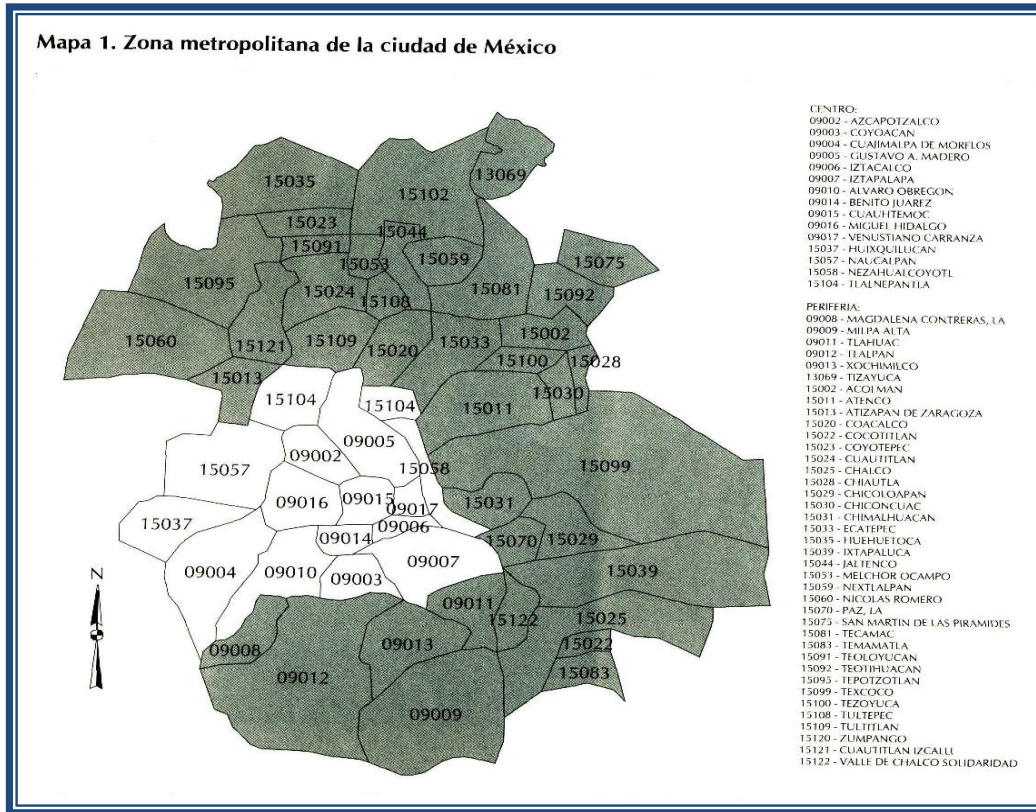 Mapa 1. Zona metropolitana de la ciudad de México
13069
15035
15102
15023
15044
15091
15053
15059
15075
15095
15024
15108
15081
15092
15060
15121
15109
15020
15033
15002
15100
15028
15013
15030
15104
15104
15011
09005
09002
15057
15058
15099
09016
09015
09017
15031
15037
09006
09014
15070
15029
09007
09004
09010
09003
15039
09011
15122
15025
09008
09013
15022
09012
15083
09009
N
CENTRO:
09002 - AZCAPOTZALCO
09003 - COYOACAN
09004 - CUAJIMALPA DE MORELOS
09005 - GUSTAVO A. MADERO
09006 - IZTACALCO
09007 - IZTAPALAPA
09010 - ALVARO OBREGON
09014 - BENITO JUAREZ
09015 - CUAUHTEMOC
09016 - MIGUEL HIDALGO
09017 - VENUSTIANO CARRANZA
15037 - HUIXQUILUCAN
15057 - NAUCALPAN
15058 - NEZAHUALCOYOTL
15104 - TLALNEPANTLA
PERIFERIA:
09008 - MAGDALENA CONTRERAS, LA
09009 - MILPA ALTA
09011 - TLAHUAC
09012 - TLALPAN
09013 - XOCHIMILCO
13069 - TIZAYUCA
15002 - ACOLMAN
15011 - ATENCO
15013 - ATIZAPAN DE ZARAGOZA
15020 - COACALCO
15022 - COCOTITLAN
15023 - COYOTEPEC
15024 - CUAUTITLAN
15025 - CHALCO
15028 - CHIAUTLA
15029 - CHICOLOAPAN
15030 - CHICONCUAC
15031 - CHIMALHUACAN
15033 - ECATEPEC
15035 - HUEHUETOCA
15039 - IXTAPALUCA
15044 - JALTENCO
15053 - MELCHOR OCAMPO
15059 - NEXTLALPAN
15060 - NICOLAS ROMERO
15070 - PAZ, LA
15075 - SAN MARTIN DE LAS PIRAMIDES
15081 - TECAMAC
15083 - TEMAMATLA
15091 - TEOLOYUCAN
15092 - TEOTIHUACAN
15095 - TEPOTZOTLAN
15099 - TEXCOCO
15100 - TEZOYUCA
15108 - TULTEPEC
15109 - TULTITLAN
15120 - ZUMPANGO
15121 - CUAUTITLAN IZCALLI
15122 - VALLE DE CHALCO SOLIDARIDAD